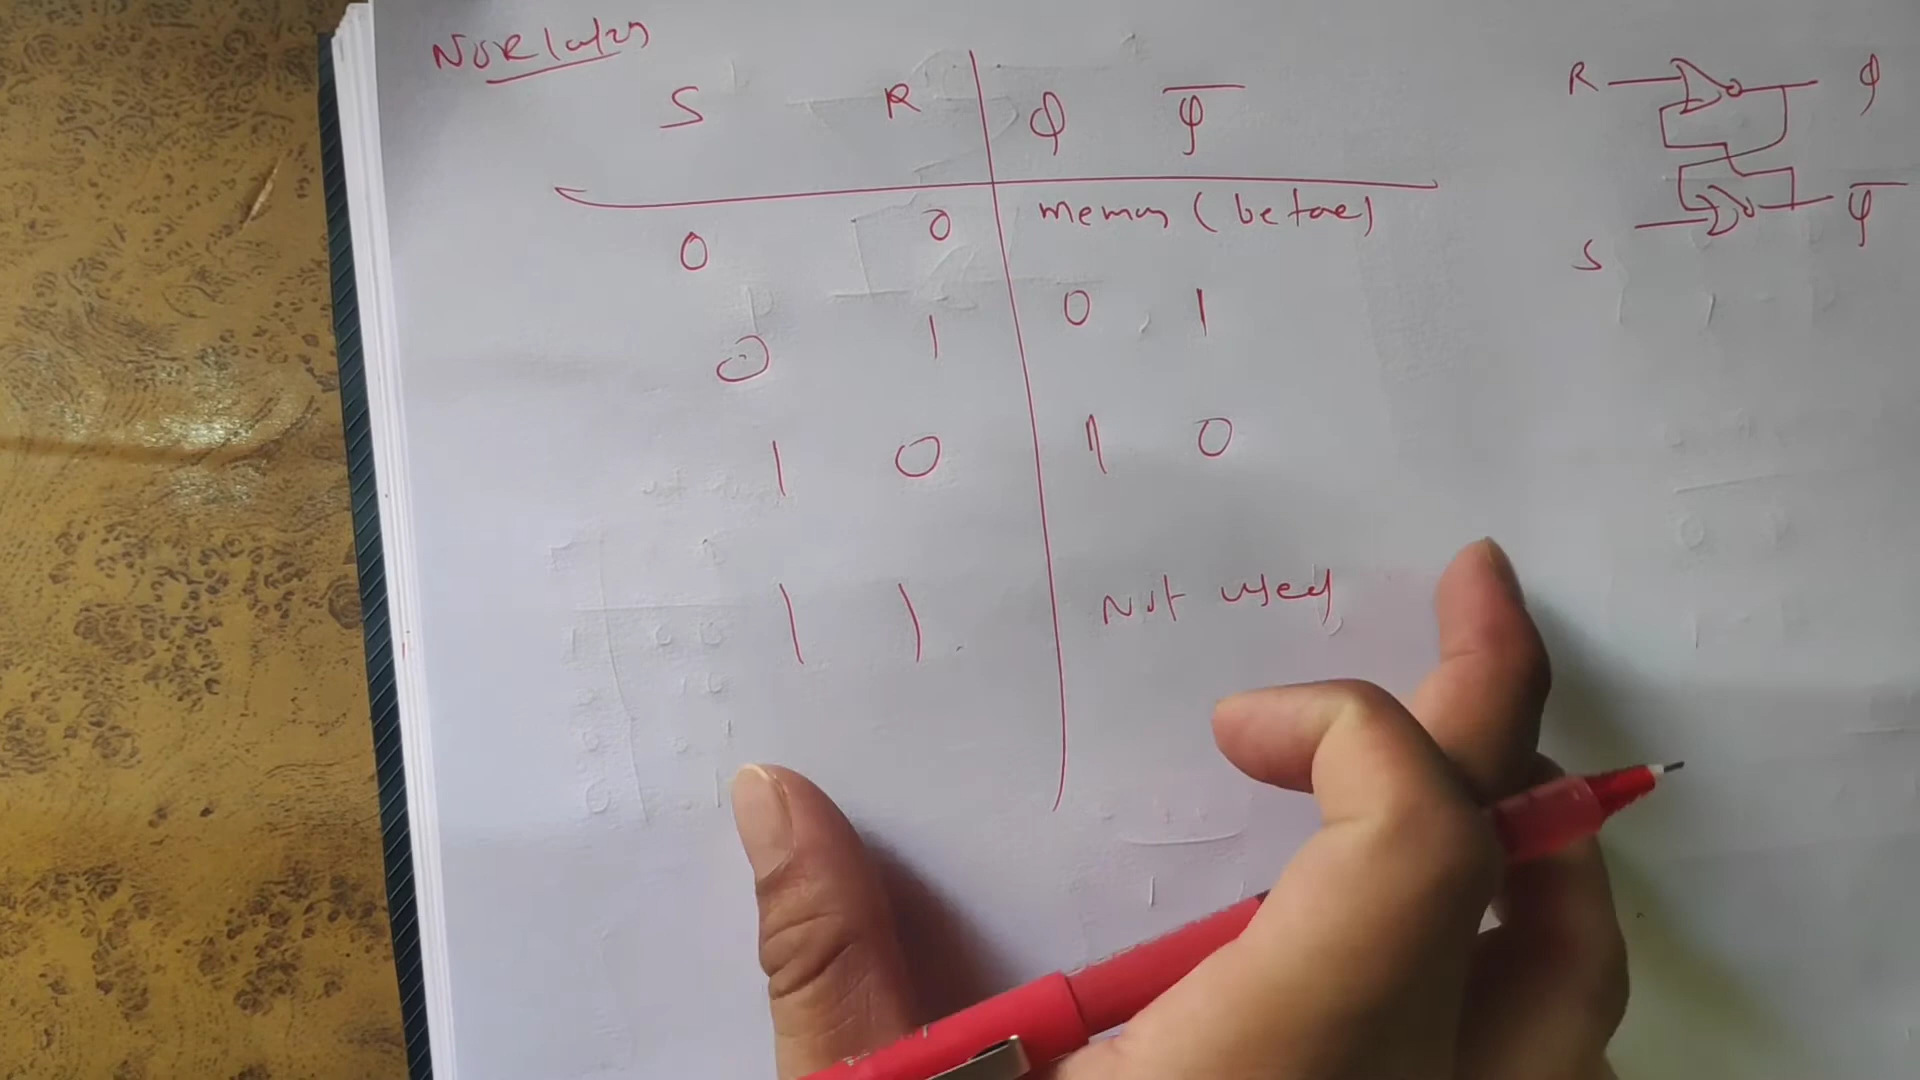 NOR latch
S R Q Q̅
0 0 memory (before)
0 1 0 1
1 0 1 0
1 1 Not used
R Q
S Q̅